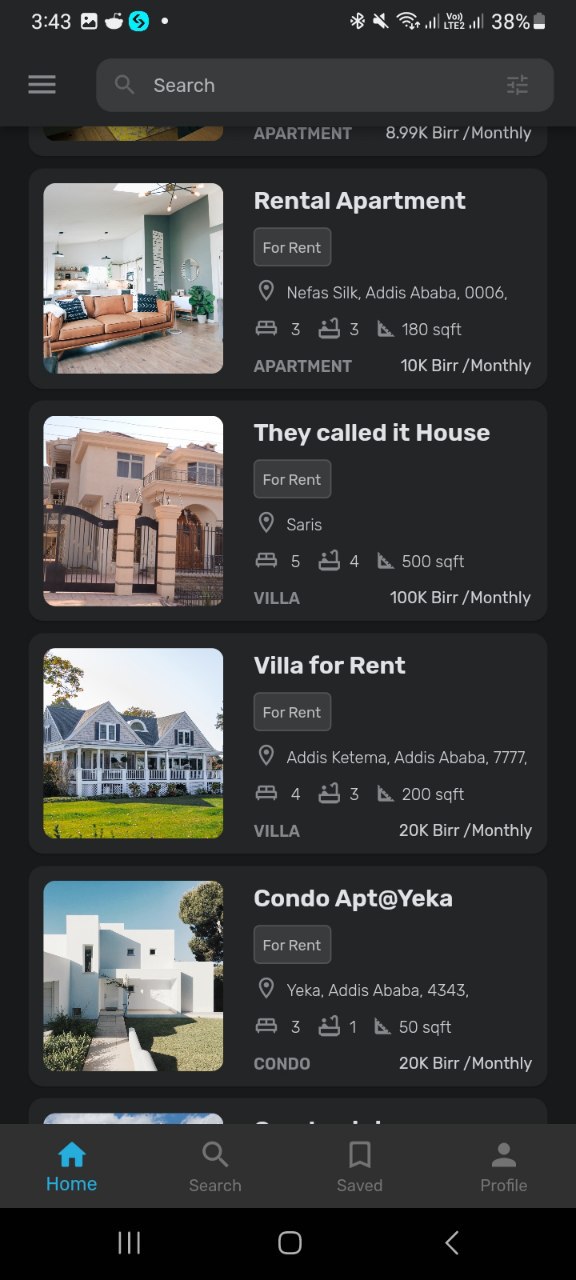 3:43
Vo))
LTE2
38%
Search
APARTMENT 8.99K Birr /Monthly
Rental Apartment
For Rent
Nefas Silk, Addis Ababa, 0006,
3 3 180 sqft
APARTMENT 10K Birr /Monthly
They called it House
For Rent
Saris
5 4 500 sqft
VILLA 100K Birr /Monthly
Villa for Rent
For Rent
Addis Ketema, Addis Ababa, 7777,
4 3 200 sqft
VILLA 20K Birr /Monthly
Condo Apt@Yeka
For Rent
Yeka, Addis Ababa, 4343,
3 1 50 sqft
CONDO 20K Birr /Monthly
Home Search Saved Profile